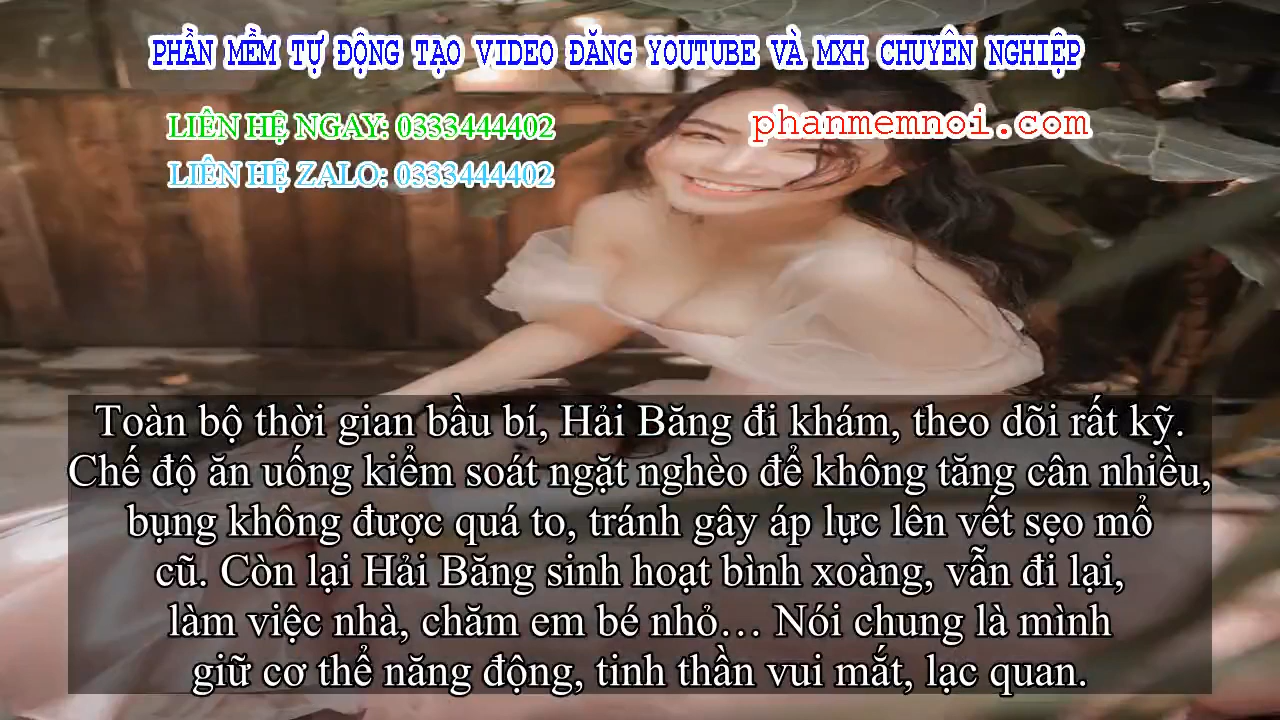 PHẦN MỀM TỰ ĐỘNG TẠO VIDEO ĐĂNG YOUTUBE VÀ MXH CHUYÊN NGHIỆP
LIÊN HỆ NGAY: 0333444402
phanmemnoi.com
LIÊN HỆ ZALO: 0333444402
Toàn bộ thời gian bầu bí, Hải Băng đi khám, theo dõi rất kỹ.
Chế độ ăn uống kiểm soát ngặt nghèo để không tăng cân nhiều,
bụng không được quá to, tránh gây áp lực lên vết sẹo mổ
cũ. Còn lại Hải Băng sinh hoạt bình xoàng, vẫn đi lại,
làm việc nhà, chăm em bé nhỏ… Nói chung là mình
giữ cơ thể năng động, tinh thần vui mắt, lạc quan.